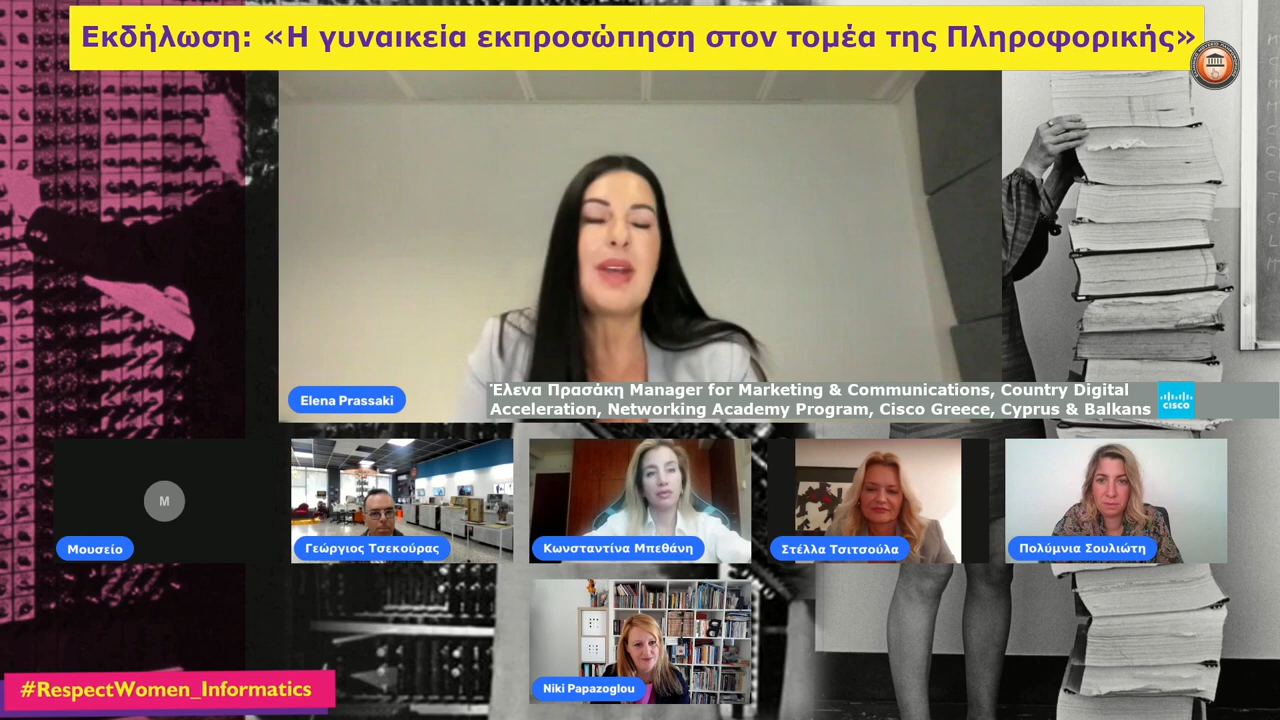 Εκδήλωση: «Η γυναικεία εκπροσώπηση στον τομέα της Πληροφορικής»
Elena Prassaki
Έλενα Πρασάκη Manager for Marketing & Communications, Country Digital
Acceleration, Networking Academy Program, Cisco Greece, Cyprus & Balkans
CISCO
M
Μουσείο
Γεώργιος Τσεκούρας
Κωνσταντίνα Μπεθάνη
Στέλλα Τσιτσούλα
Πολύμνια Σουλιώτη
Niki Papazoglou
#RespectWomen_Informatics